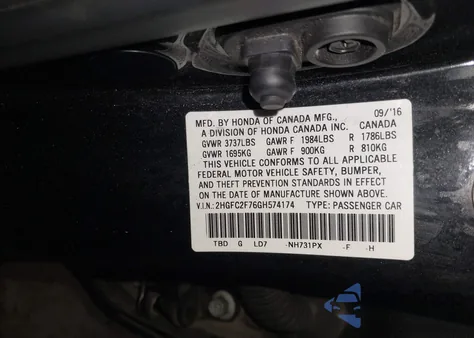 MFD. BY HONDA OF CANADA MFG., 09/'16
A DIVISION OF HONDA CANADA INC. CANADA
GVWR 3737LBS GAWR F 1984LBS R 1786LBS
GVWR 1695KG GAWR F 900KG R 810KG
THIS VEHICLE CONFORMS TO ALL APPLICABLE
FEDERAL MOTOR VEHICLE SAFETY, BUMPER,
AND THEFT PREVENTION STANDARDS IN EFFECT
ON THE DATE OF MANUFACTURE SHOWN ABOVE.
V.I.N.: 2HGFC2F76GH574174 TYPE: PASSENGER CAR
TBD G LD7 -NH731PX -F -H